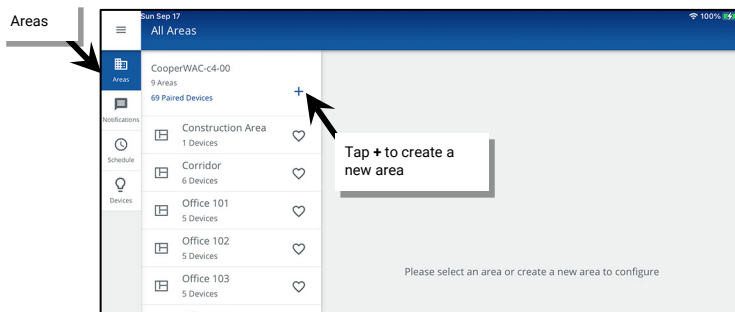 Areas
Sun Sep 17
100%
All Areas
Areas
CooperWAC-c4-00
9 Areas
69 Paired Devices
+
Notifications
Construction Area
1 Devices
Schedule
Corridor
6 Devices
Devices
Office 101
5 Devices
Office 102
5 Devices
Office 103
5 Devices
Tap + to create a
new area
Please select an area or create a new area to configure